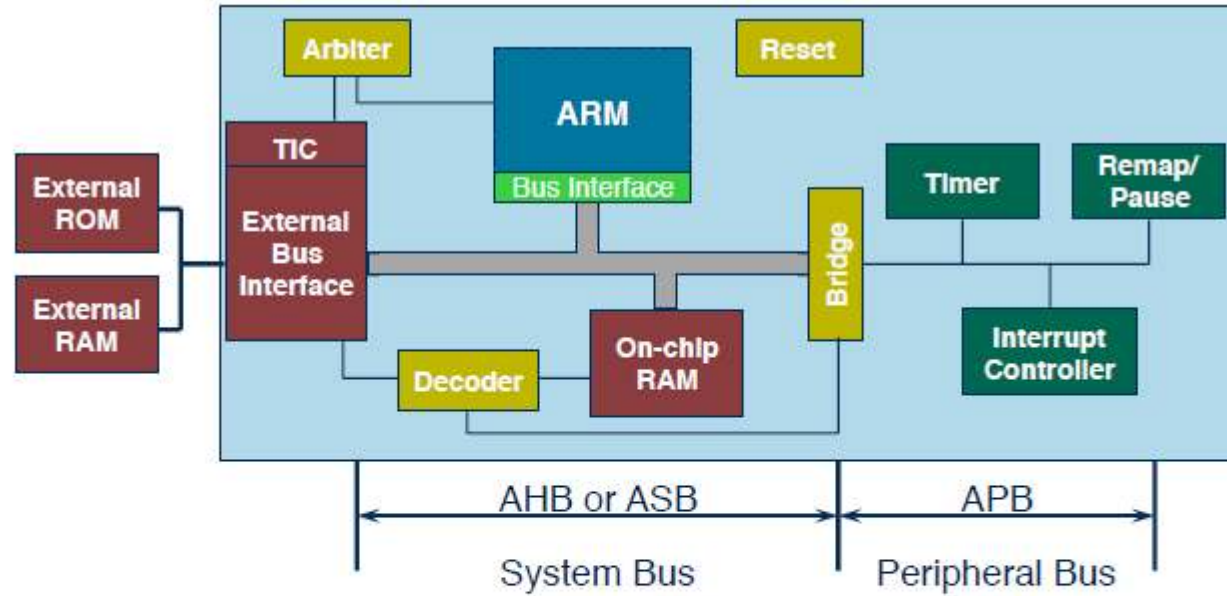 Arbiter
Reset
ARM
TIC
Bus Interface
External
ROM
External
Bus
Interface
External
RAM
Bridge
Timer
Remap/
Pause
Interrupt
Controller
On-chip
RAM
Decoder
AHB or ASB
APB
System Bus
Peripheral Bus